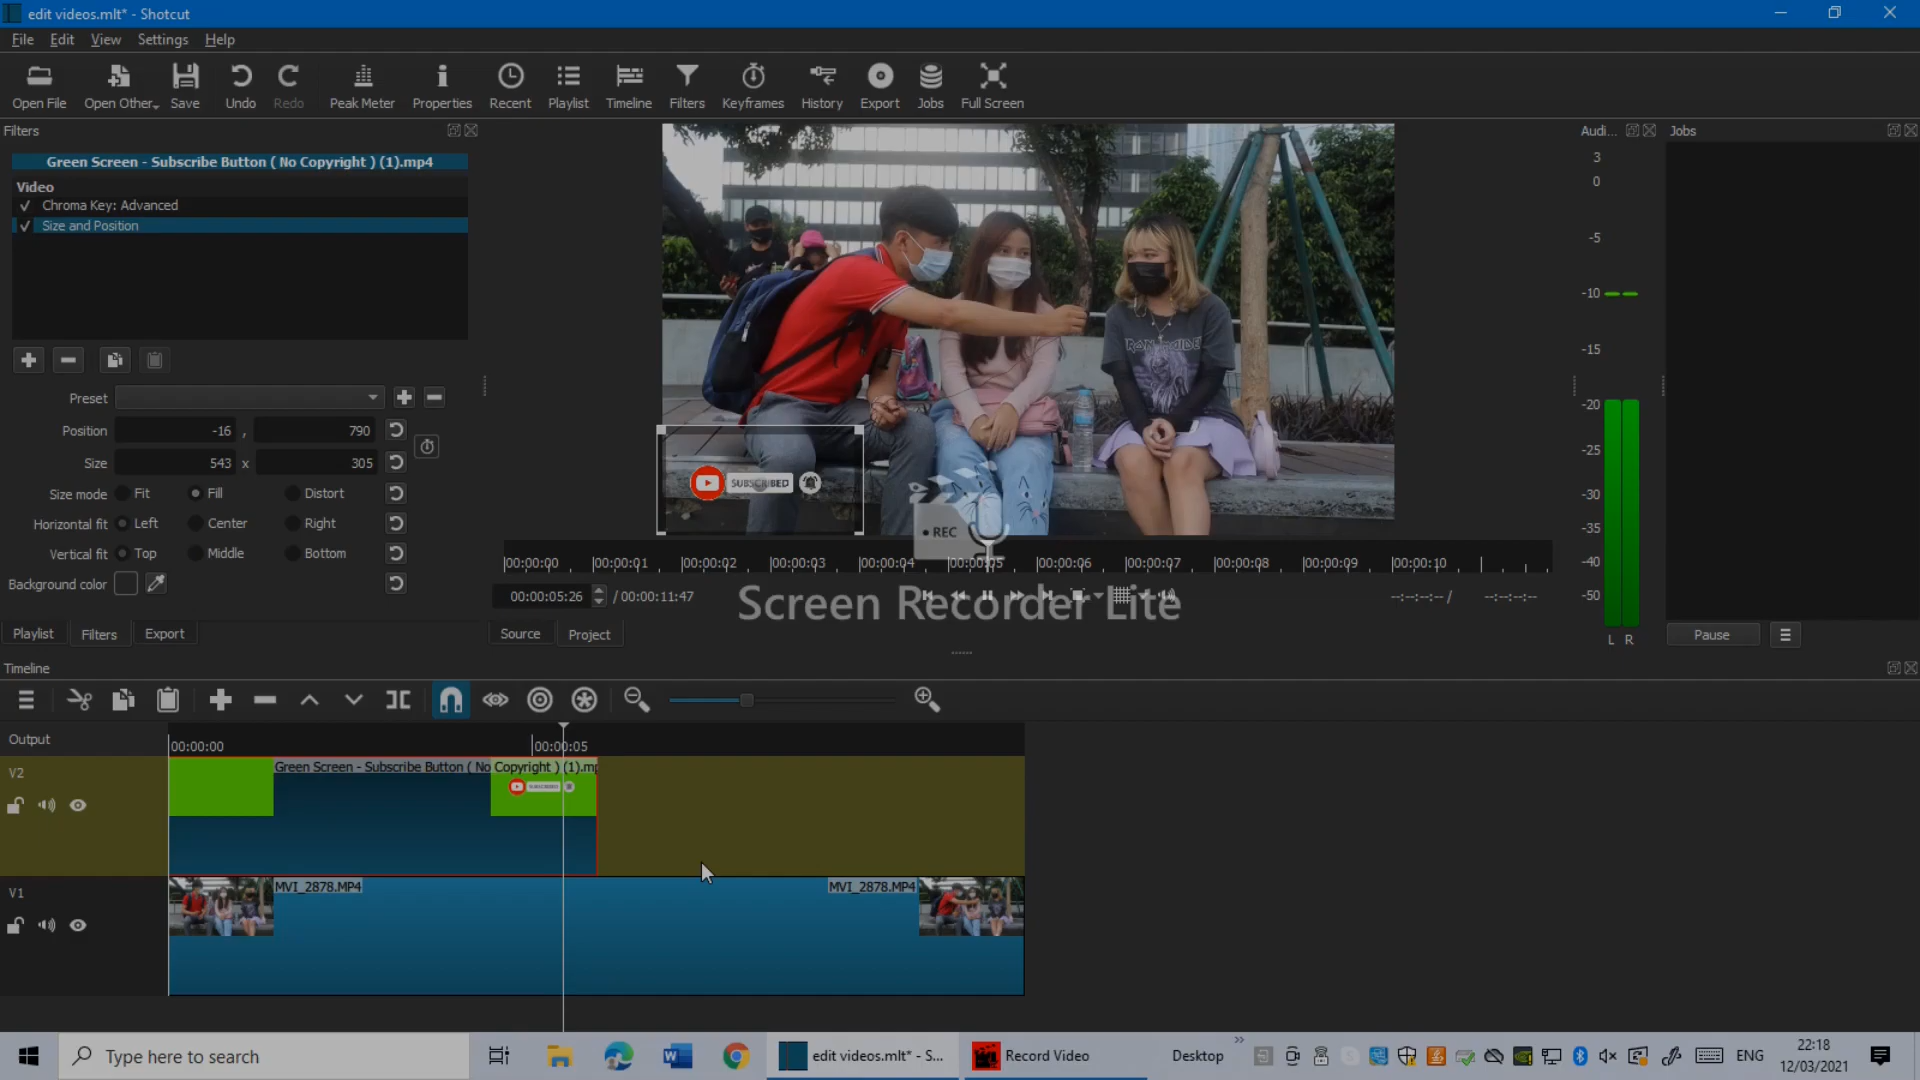 edit videos.mlt* - Shotcut
File Edit View Settings Help
Open File Open Other Save Undo Redo Peak Meter Properties Recent Playlist Timeline Filters Keyframes History Export Jobs Full Screen
Filters
Audi... Jobs
Green Screen - Subscribe Button ( No Copyright ) (1).mp4
Video
Chroma Key: Advanced
Size and Position
3
0
-5
-10
-15
-20
-25
-30
-35
-40
-50
L R
IRON MAIDEN
SUBSCRIBED
REC
Screen Recorder Lite
Preset
Position -16 , 790
Size 543 x 305
Size mode Fit Fill Distort
Horizontal fit Left Center Right
Vertical fit Top Middle Bottom
Background color
00:00:00 00:00:01 00:00:02 00:00:03 00:00:04 00:00:05 00:00:06 00:00:07 00:00:08 00:00:09 00:00:10
00:00:05:26 / 00:00:11:47 --:--:--:-- / --:--:--:--
Playlist Filters Export Source Project Pause
Timeline
Output 00:00:00 00:00:05
V2 Green Screen - Subscribe Button ( No Copyright ) (1).mp
SUBSCRIBED
V1 MVI_2878.MP4 MVI_2878.MP4
Type here to search edit videos.mlt* - S... Record Video Desktop ENG 22:18
12/03/2021